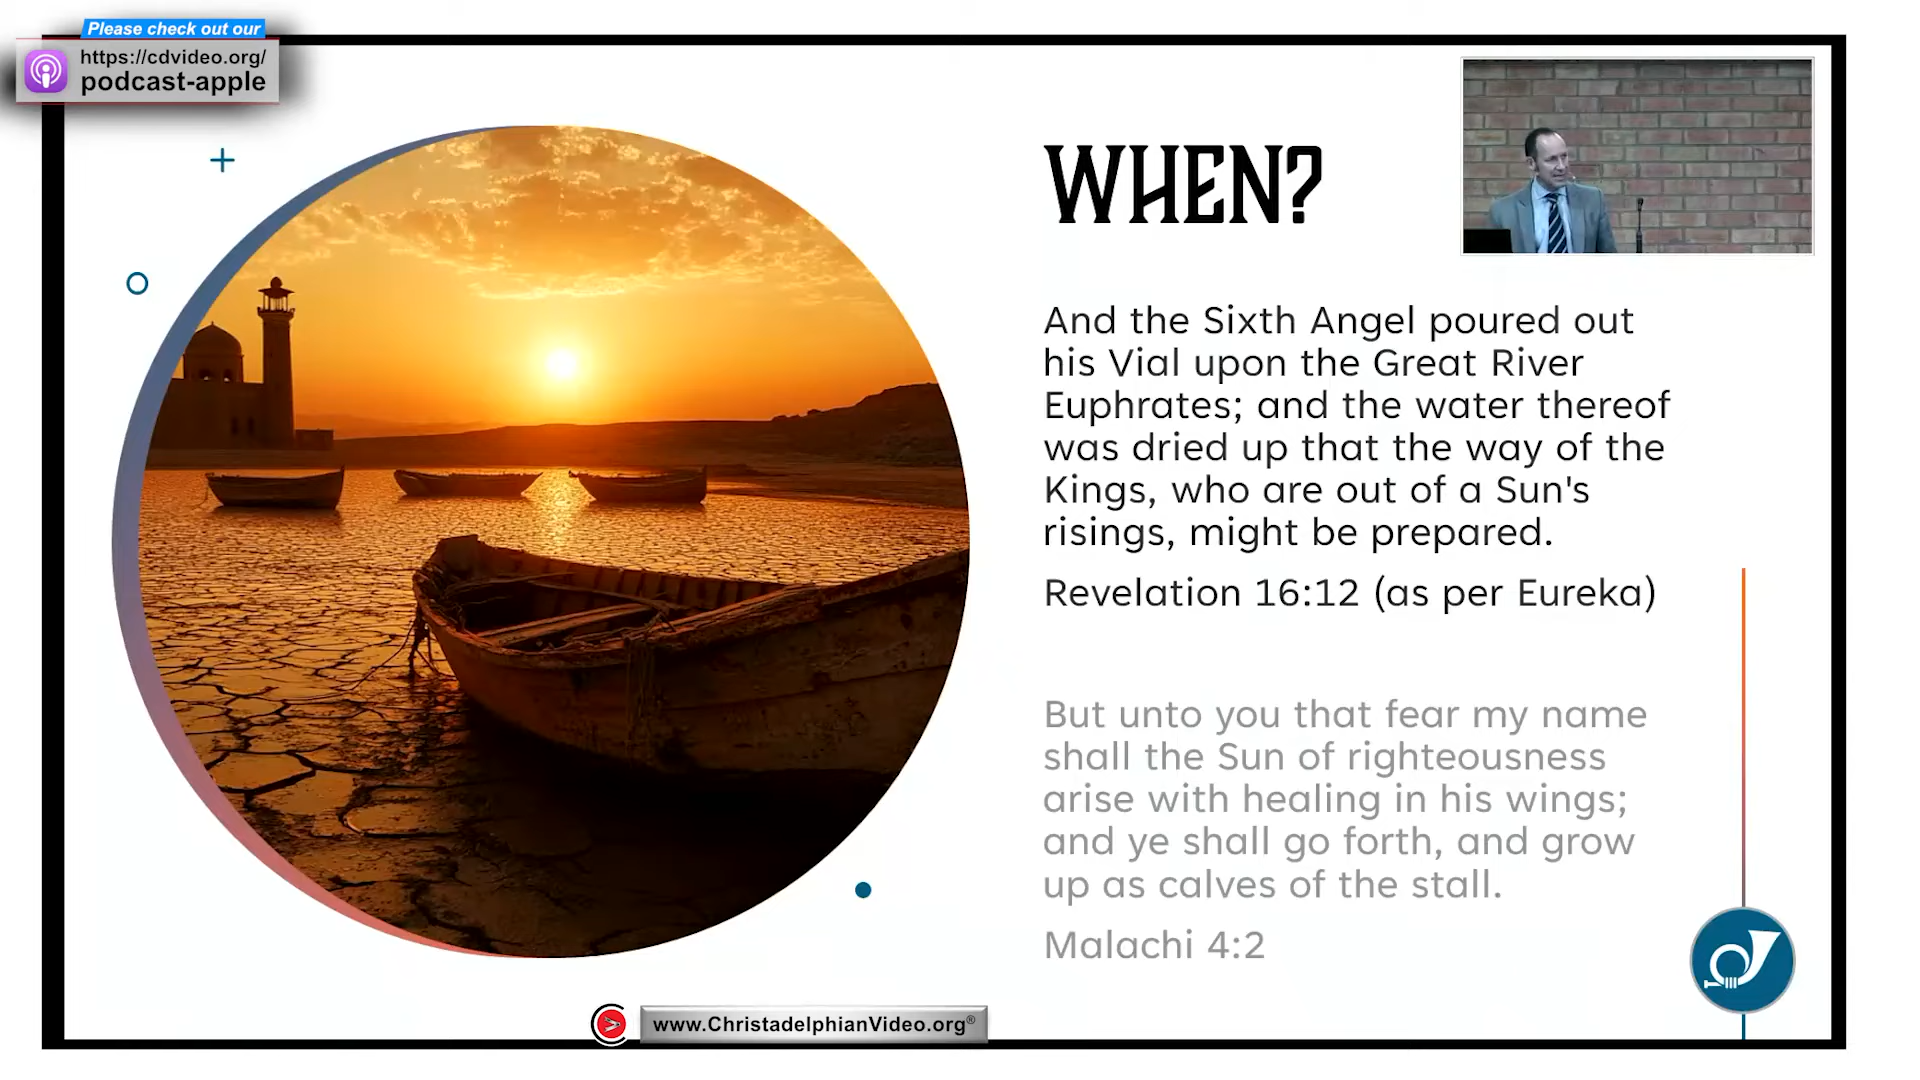 Please check out our
https://cdvideo.org/
podcast-apple
WHEN?
And the Sixth Angel poured out
his Vial upon the Great River
Euphrates; and the water thereof
was dried up that the way of the
Kings, who are out of a Sun's
risings, might be prepared.
Revelation 16:12 (as per Eureka)
But unto you that fear my name
shall the Sun of righteousness
arise with healing in his wings;
and ye shall go forth, and grow
up as calves of the stall.
Malachi 4:2
www.ChristadelphianVideo.org®